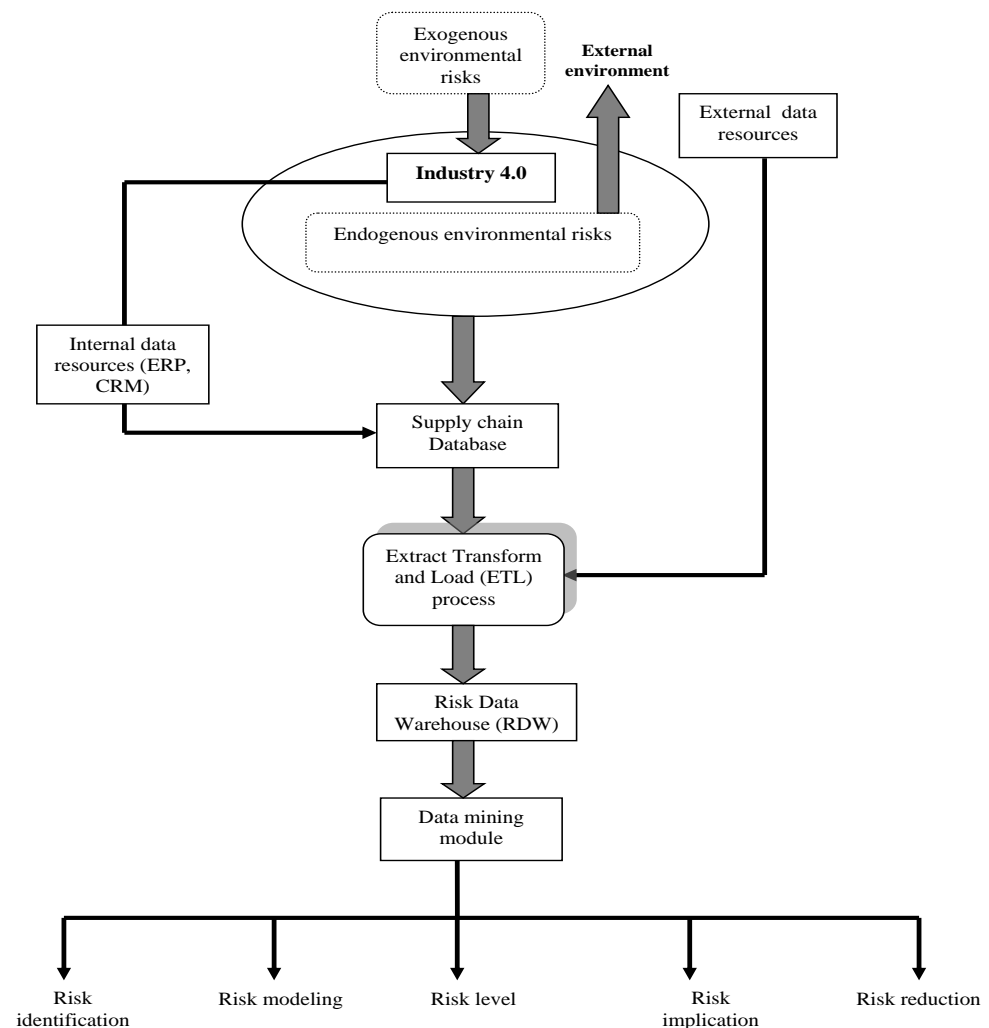 Exogenous
environmental
risks
External
environment
External data
resources
Industry 4.0
Endogenous environmental risks
Internal data
resources (ERP,
CRM)
Supply chain
Database
Extract Transform
and Load (ETL)
process
Risk Data
Warehouse (RDW)
Data mining
module
Risk
identification
Risk modeling
Risk level
Risk
implication
Risk reduction